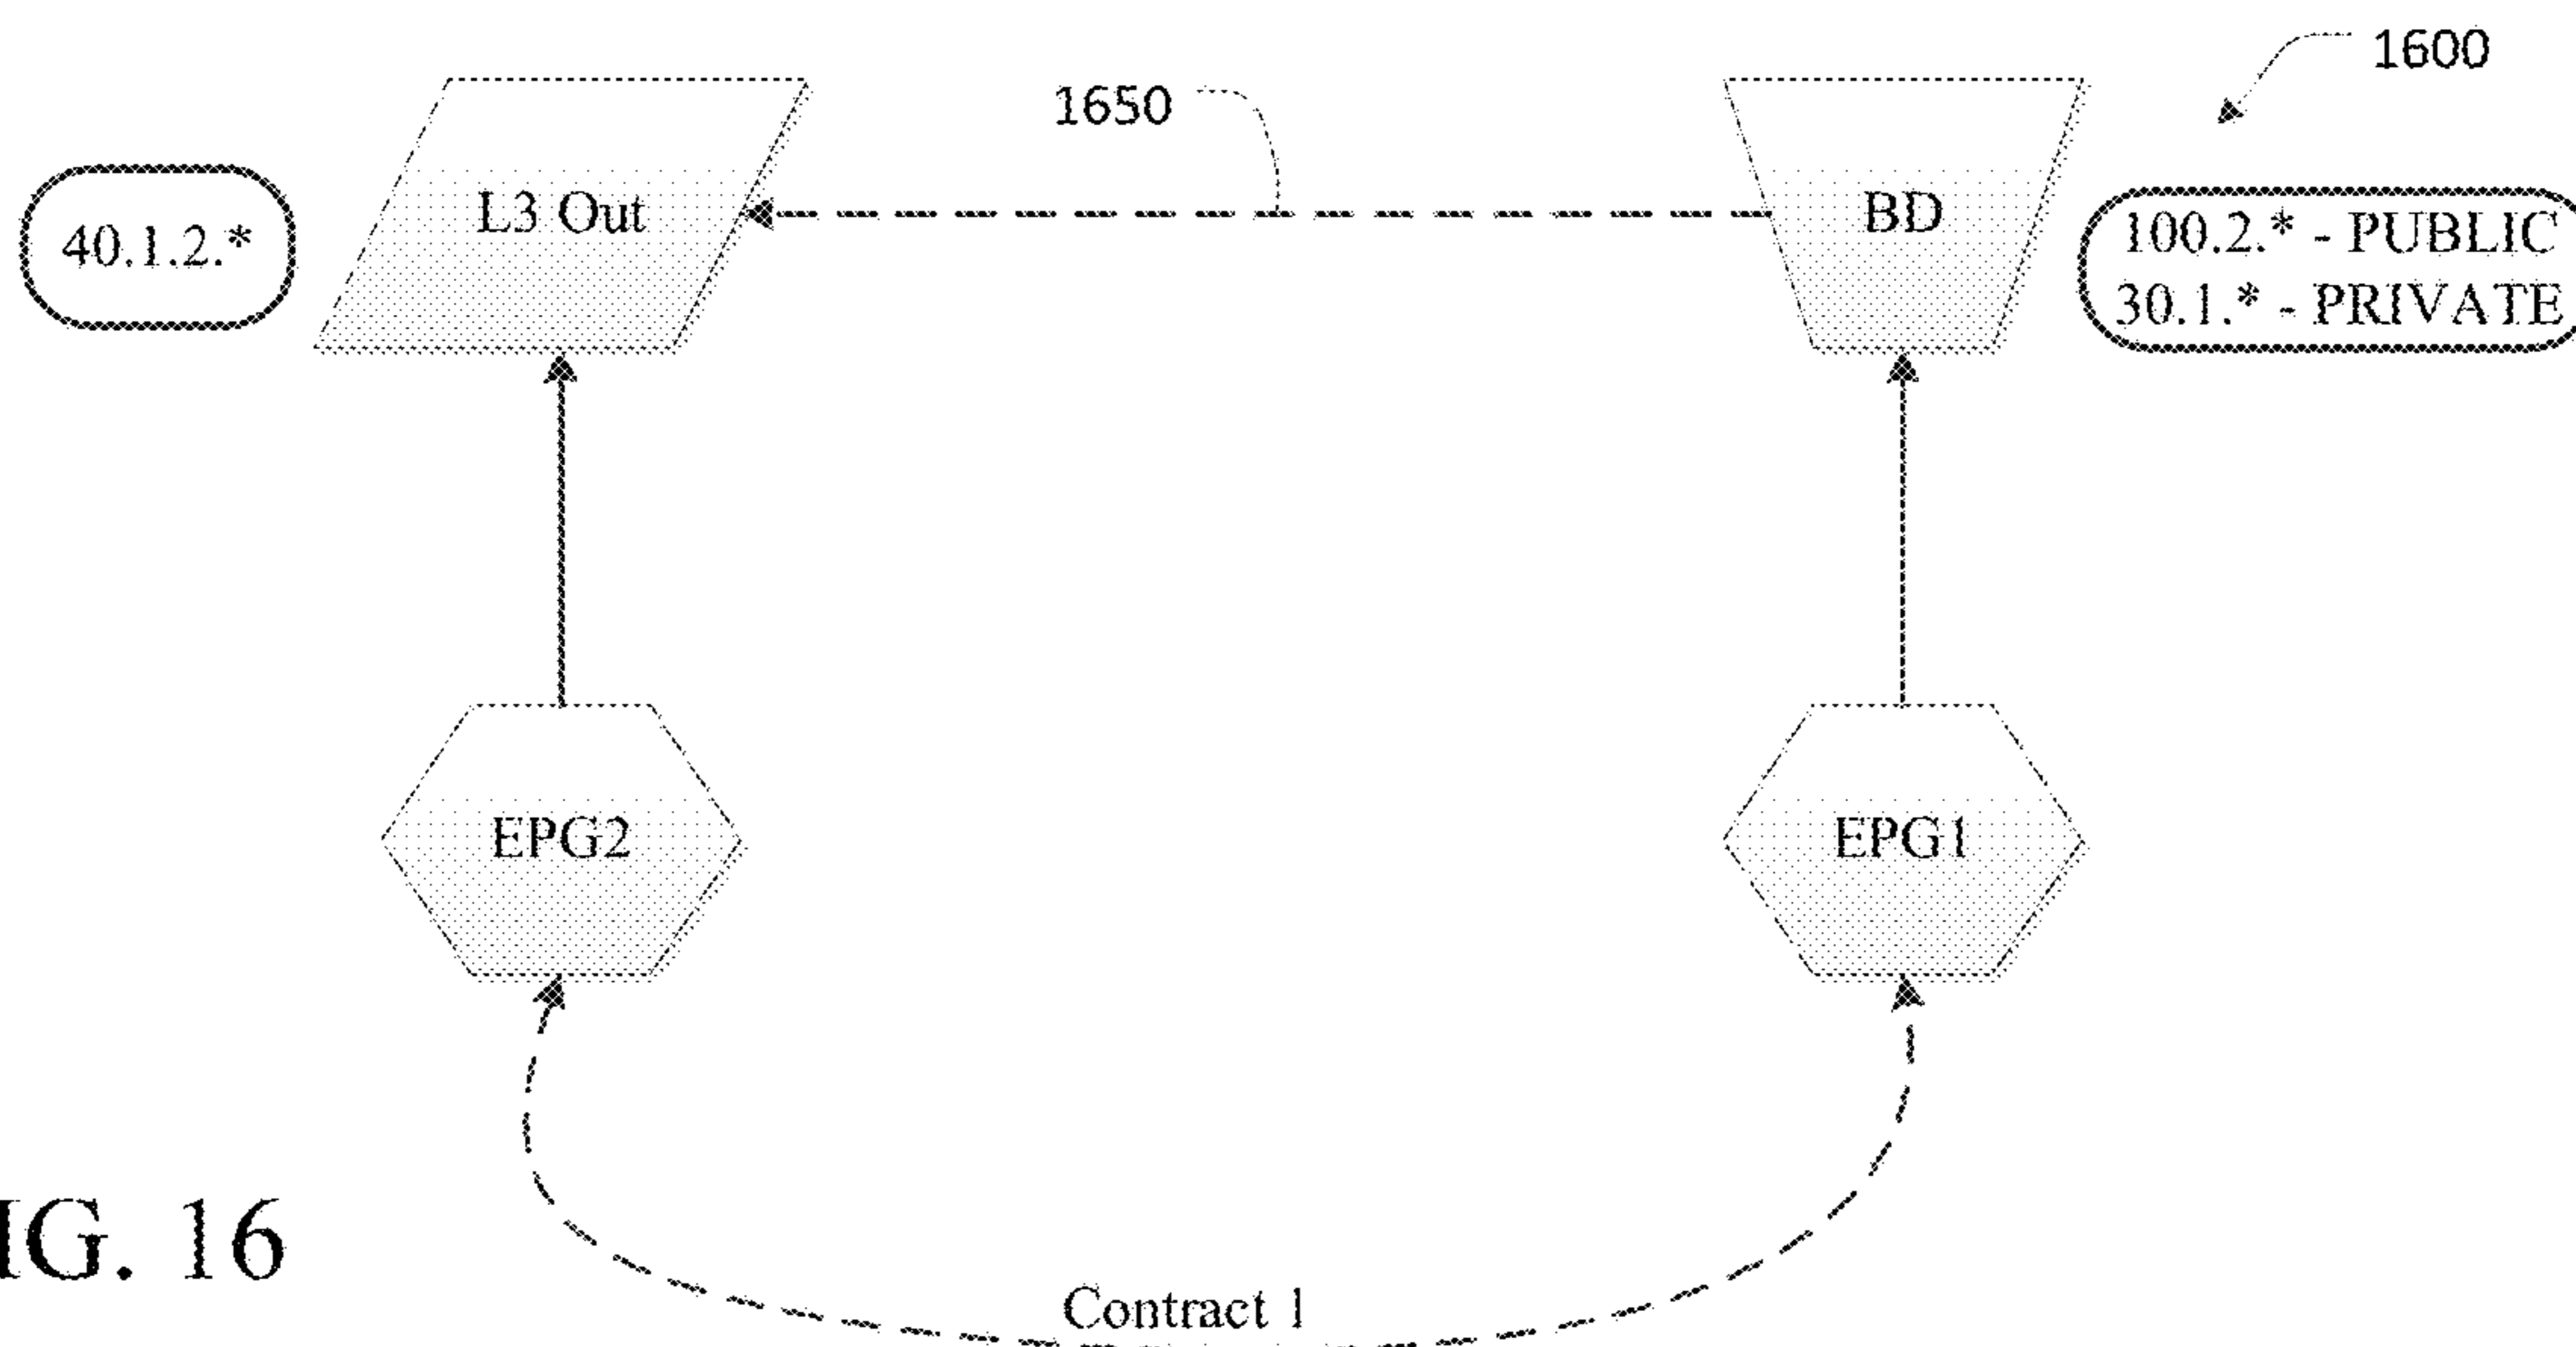 1600
1650
L3 Out
BD
40.1.2.*
100.2.* - PUBLIC
30.1.* - PRIVATE
EPG2
EPG1
IG. 16
Contract 1